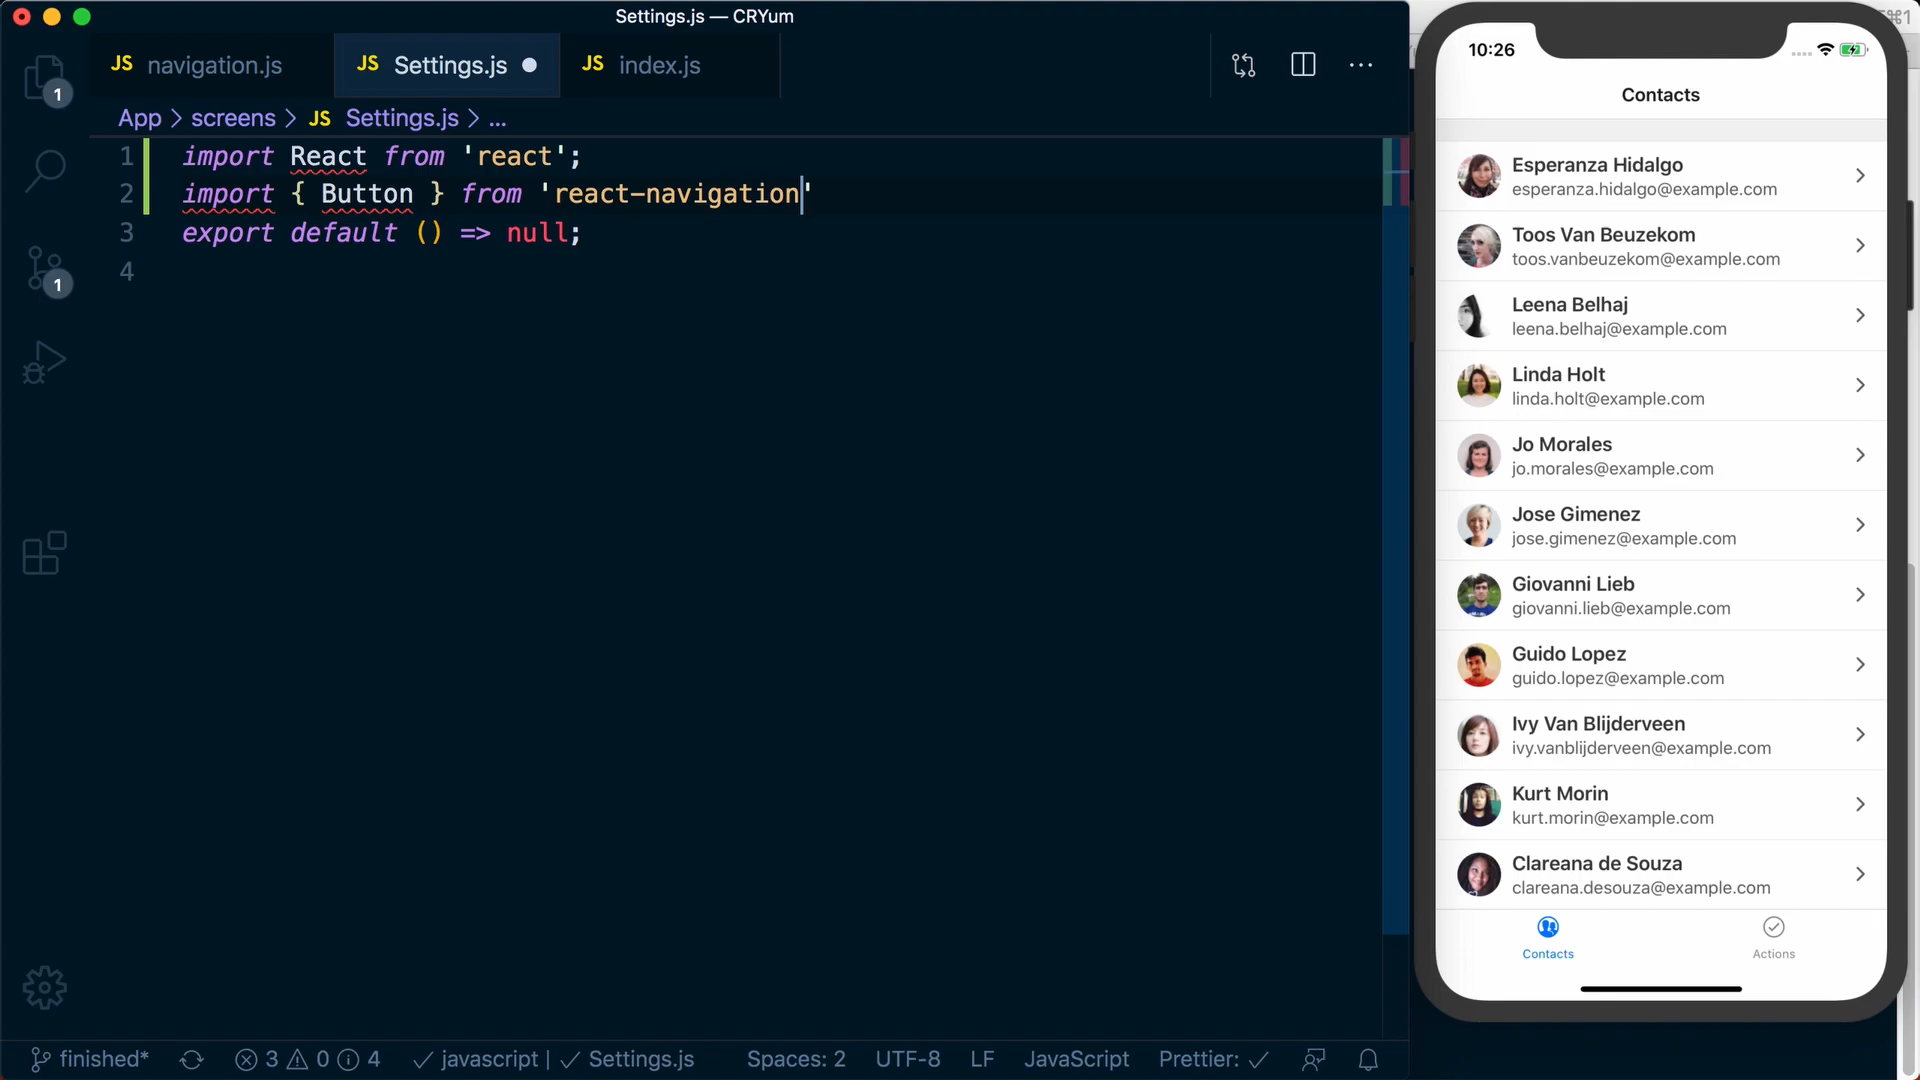 Settings.js — CRYum
⌘1
JS navigation.js
JS Settings.js
JS index.js
App > screens > JS Settings.js > ...
1 import React from 'react';
2 import { Button } from 'react-navigation'
3 export default () => null;
4
1
1
finished*
3 0 4
javascript | Settings.js
Spaces: 2
UTF-8
LF
JavaScript
Prettier:
10:26
Contacts
Esperanza Hidalgo
esperanza.hidalgo@example.com
Toos Van Beuzekom
toos.vanbeuzekom@example.com
Leena Belhaj
leena.belhaj@example.com
Linda Holt
linda.holt@example.com
Jo Morales
jo.morales@example.com
Jose Gimenez
jose.gimenez@example.com
Giovanni Lieb
giovanni.lieb@example.com
Guido Lopez
guido.lopez@example.com
Ivy Van Blijderveen
ivy.vanblijderveen@example.com
Kurt Morin
kurt.morin@example.com
Clareana de Souza
clareana.desouza@example.com
Contacts
Actions